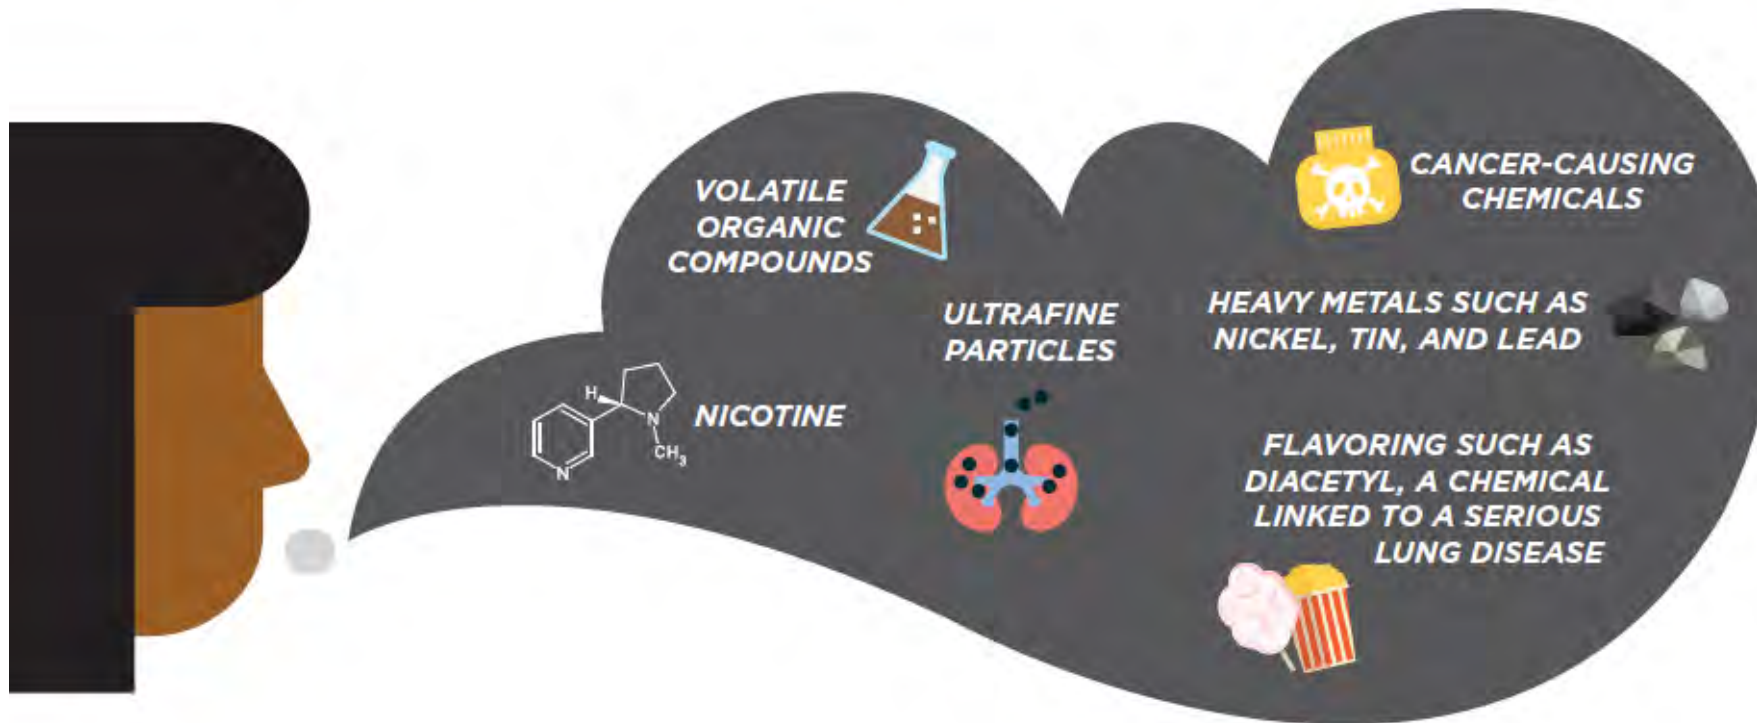 VOLATILE
ORGANIC
COMPOUNDS
CANCER-CAUSING
CHEMICALS
ULTRAFINE
PARTICLES
HEAVY METALS SUCH AS
NICKEL, TIN, AND LEAD
H
N
CH3
N
NICOTINE
FLAVORING SUCH AS
DIACETYL, A CHEMICAL
LINKED TO A SERIOUS
LUNG DISEASE